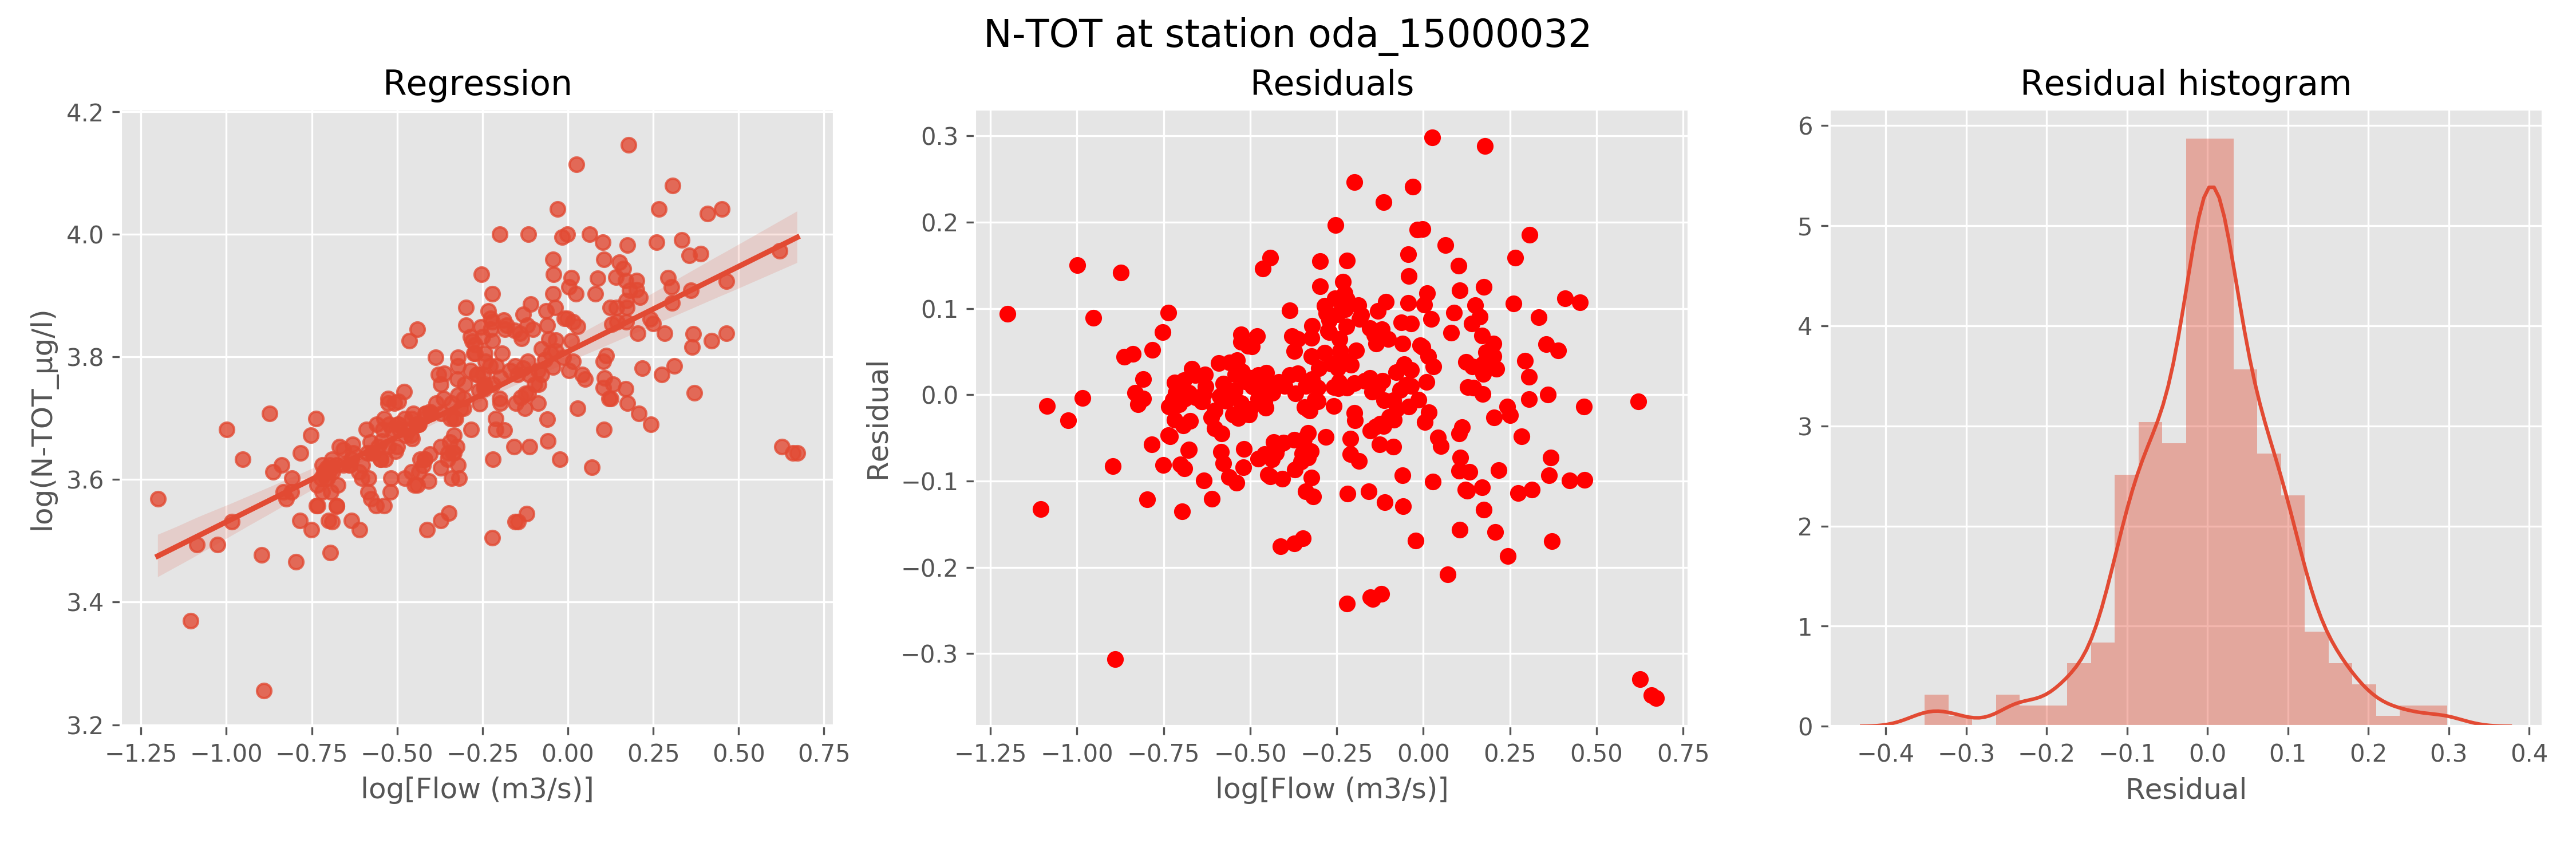 N-TOT at station oda_15000032
Regression
Residuals
Residual histogram
4.2
4.0
3.8
3.6
3.4
3.2
log(N-TOT_µg/l)
−1.25 −1.00 −0.75 −0.50 −0.25 0.00 0.25 0.50 0.75
log[Flow (m3/s)]
0.3
0.2
0.1
0.0
−0.1
−0.2
−0.3
Residual
−1.25 −1.00 −0.75 −0.50 −0.25 0.00 0.25 0.50 0.75
log[Flow (m3/s)]
6
5
4
3
2
1
0
−0.4 −0.3 −0.2 −0.1 0.0 0.1 0.2 0.3 0.4
Residual